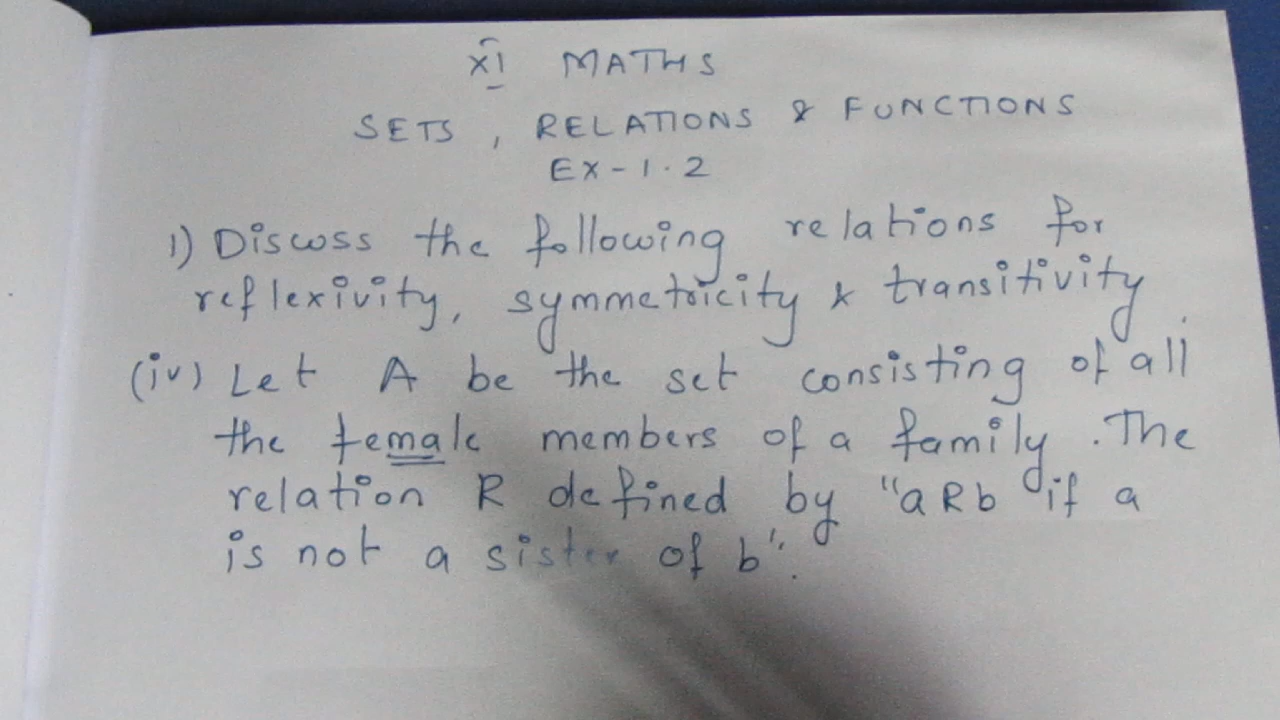 XI MATHS
SETS, RELATIONS & FUNCTIONS
EX-1.2
1) Discuss the following relations for
reflexivity, symmetricity & transitivity
(iv) Let A be the set consisting of all
the female members of a family. The
relation R defined by "aRb if a
is not a sister of b".